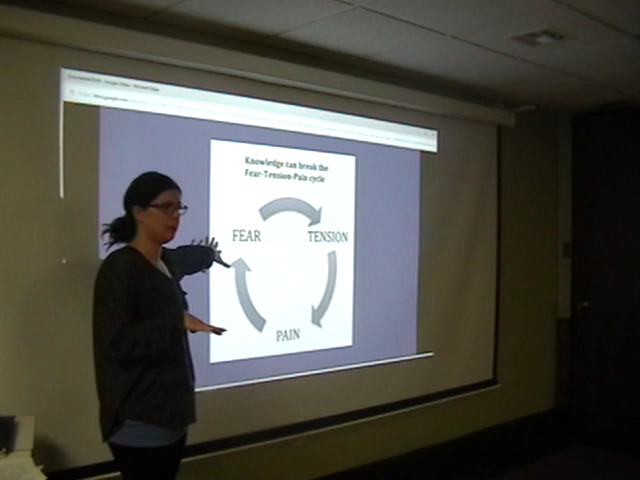 Knowledge can break the
Fear-Tension-Pain cycle
FEAR
TENSION
PAIN